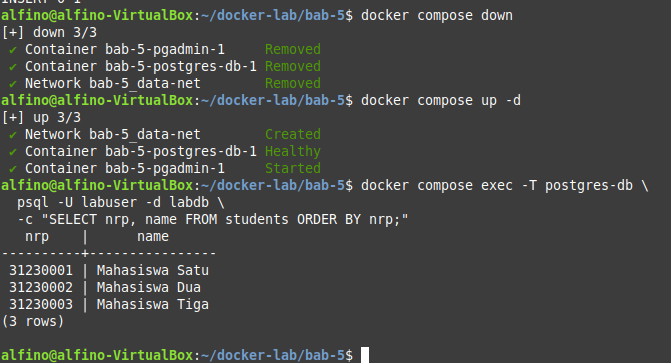 INSERT 0 1
alfino@alfino-VirtualBox:~/docker-lab/bab-5$ docker compose down
[+] down 3/3
✔ Container bab-5-pgadmin-1     Removed
✔ Container bab-5-postgres-db-1 Removed
✔ Network bab-5_data-net        Removed
alfino@alfino-VirtualBox:~/docker-lab/bab-5$ docker compose up -d
[+] up 3/3
✔ Network bab-5_data-net        Created
✔ Container bab-5-postgres-db-1 Healthy
✔ Container bab-5-pgadmin-1     Started
alfino@alfino-VirtualBox:~/docker-lab/bab-5$ docker compose exec -T postgres-db \
  psql -U labuser -d labdb \
  -c "SELECT nrp, name FROM students ORDER BY nrp;"
   nrp    |      name
----------+----------------
 31230001 | Mahasiswa Satu
 31230002 | Mahasiswa Dua
 31230003 | Mahasiswa Tiga
(3 rows)
alfino@alfino-VirtualBox:~/docker-lab/bab-5$